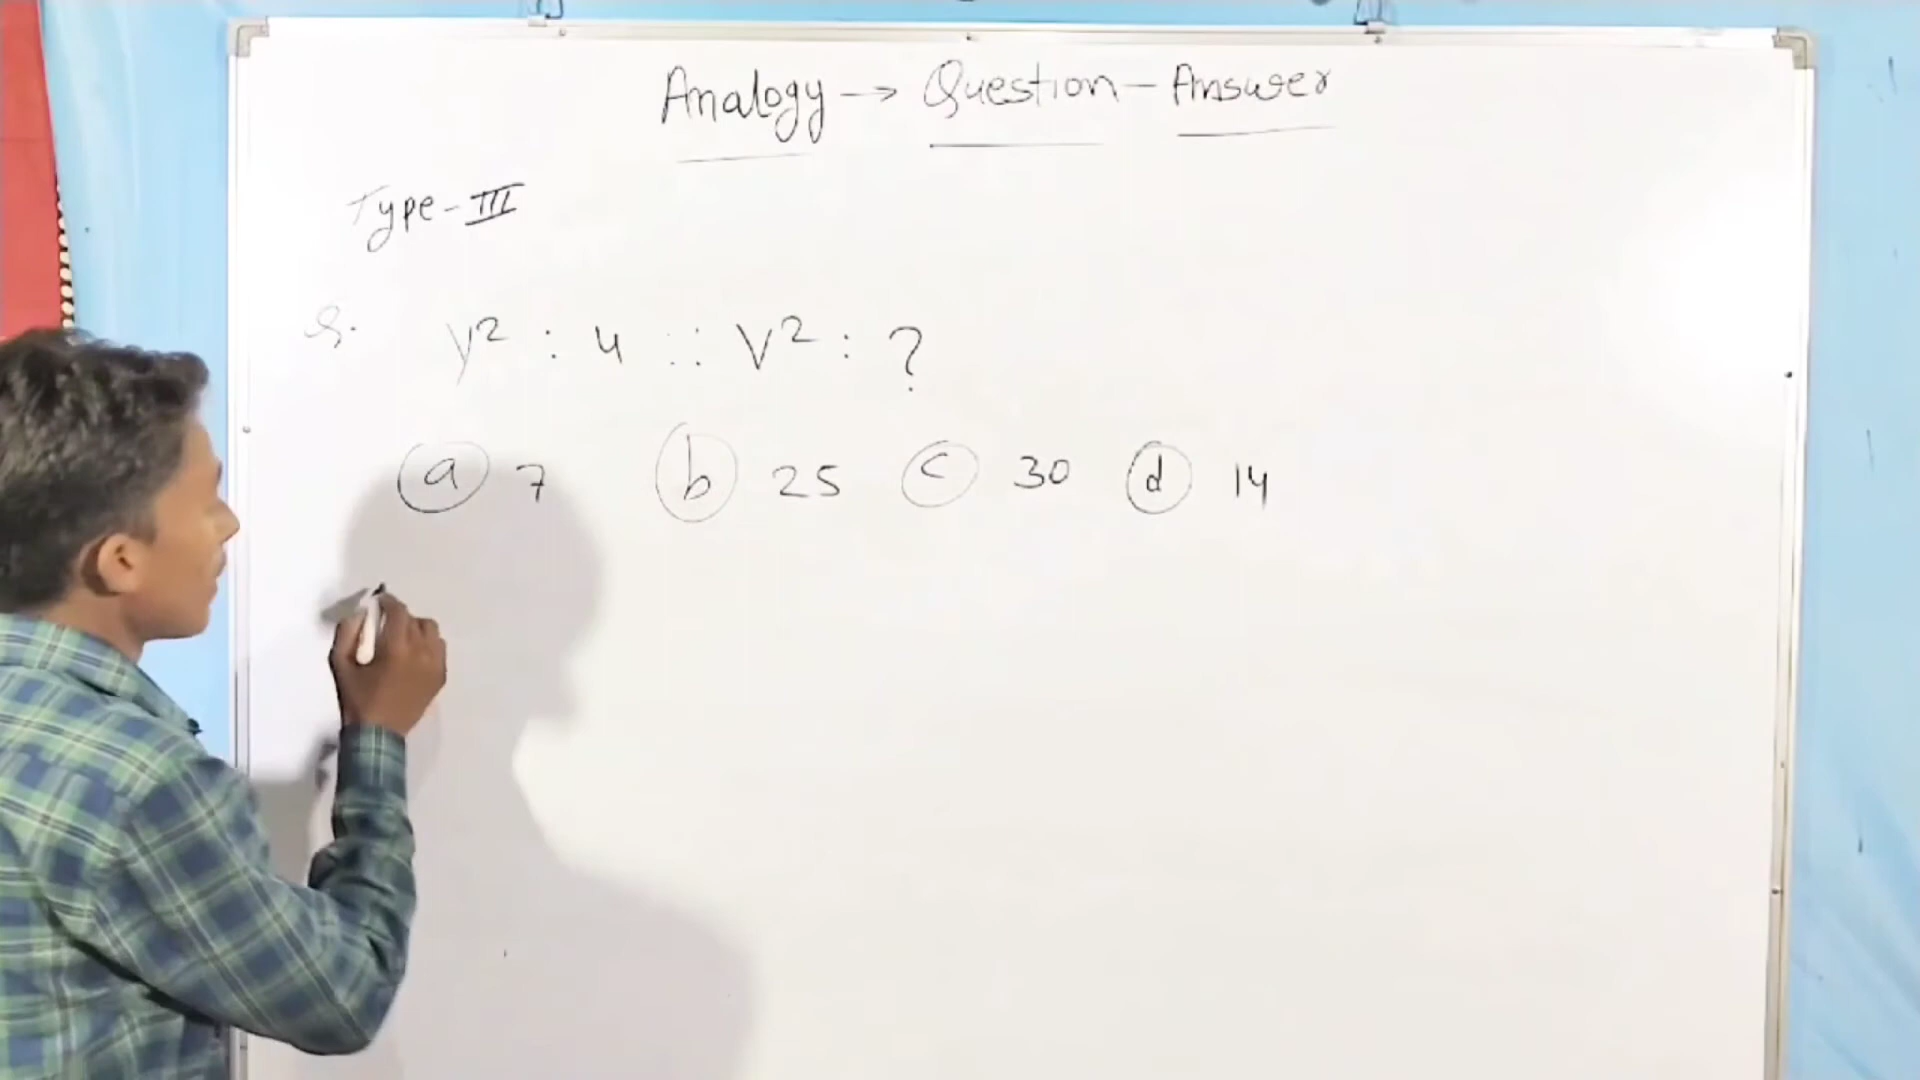 Analogy → Question - Answer
Type - III
Q. y² : 4 :: V² : ?
(a) 7 (b) 25 (c) 30 (d) 14